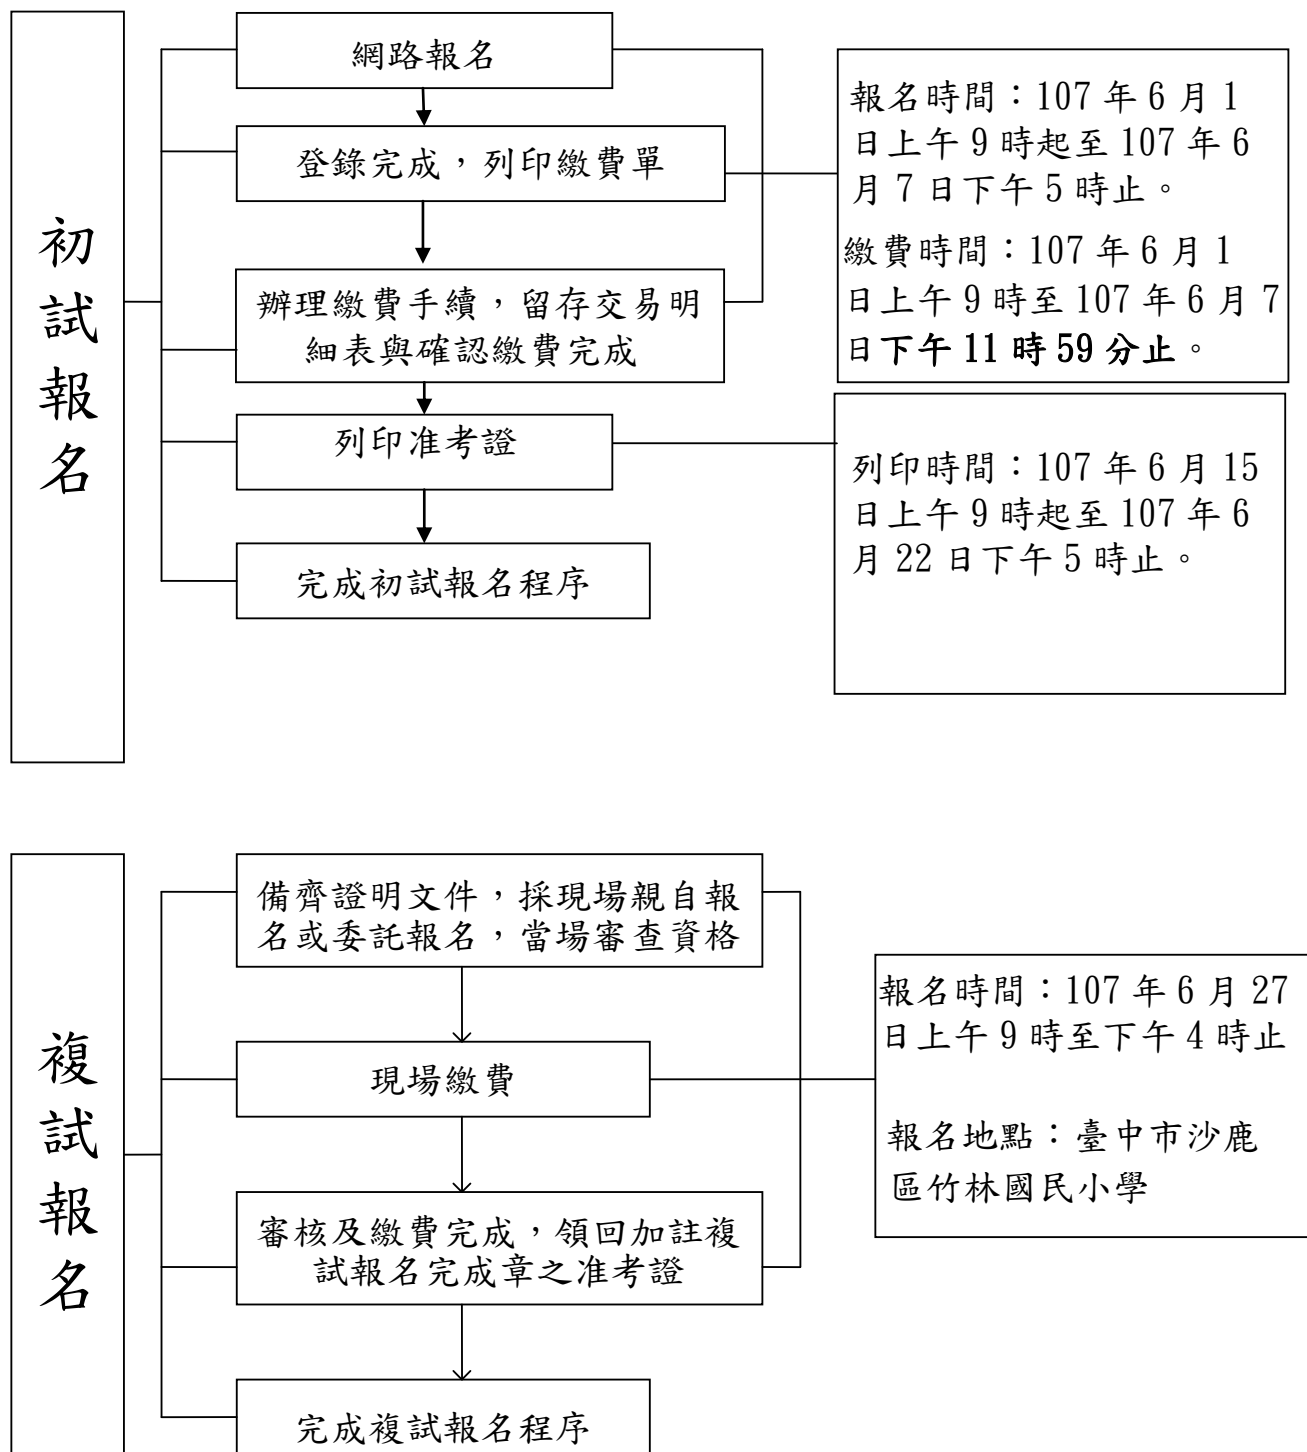 初試報名
網路報名
登錄完成，列印繳費單
辦理繳費手續，留存交易明
細表與確認繳費完成
列印准考證
完成初試報名程序
報名時間：107 年 6 月 1
日上午 9 時起至 107 年 6
月 7 日下午 5 時止。
繳費時間：107 年 6 月 1
日上午 9 時至 107 年 6 月 7
日下午 11 時 59 分止。
列印時間：107 年 6 月 15
日上午 9 時起至 107 年 6
月 22 日下午 5 時止。
複試報名
備齊證明文件，採現場親自報
名或委託報名，當場審查資格
現場繳費
審核及繳費完成，領回加註複
試報名完成章之准考證
完成複試報名程序
報名時間：107 年 6 月 27
日上午 9 時至下午 4 時止
報名地點：臺中市沙鹿
區竹林國民小學